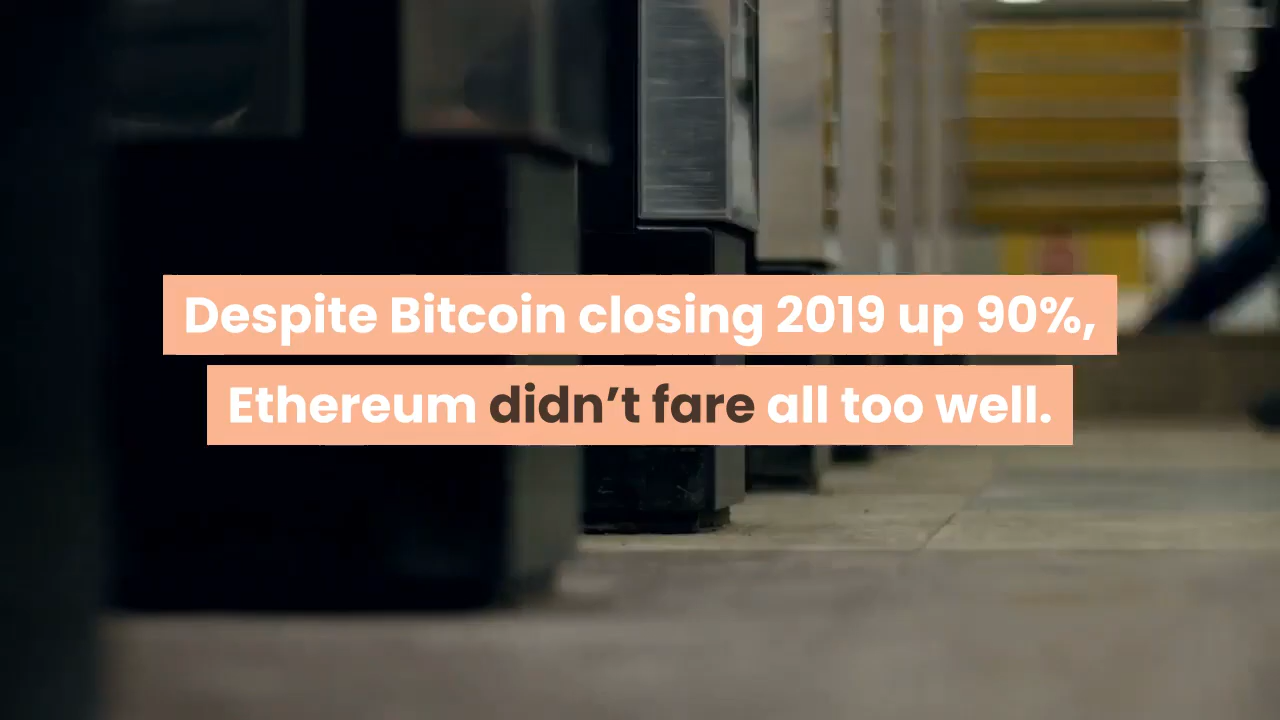 Despite Bitcoin closing 2019 up 90%,
Ethereum didn’t fare all too well.